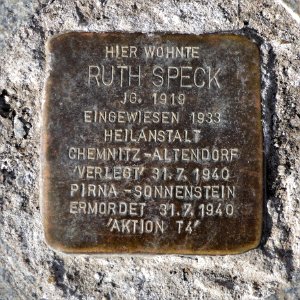 HIER WOHNTE
RUTH SPECK
JG. 1919
EINGEWIESEN 1933
HEILANSTALT
CHEMNITZ-ALTENDORF
'VERLEGT' 31.7.1940
PIRNA-SONNENSTEIN
ERMORDET 31.7.1940
'AKTION T4'